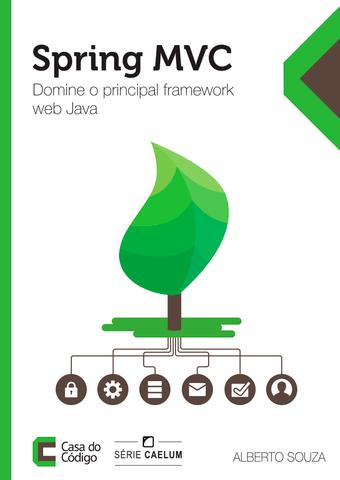 Spring MVC
Domine o principal framework
web Java
Casa do
Código
SÉRIE CAELUM
ALBERTO SOUZA